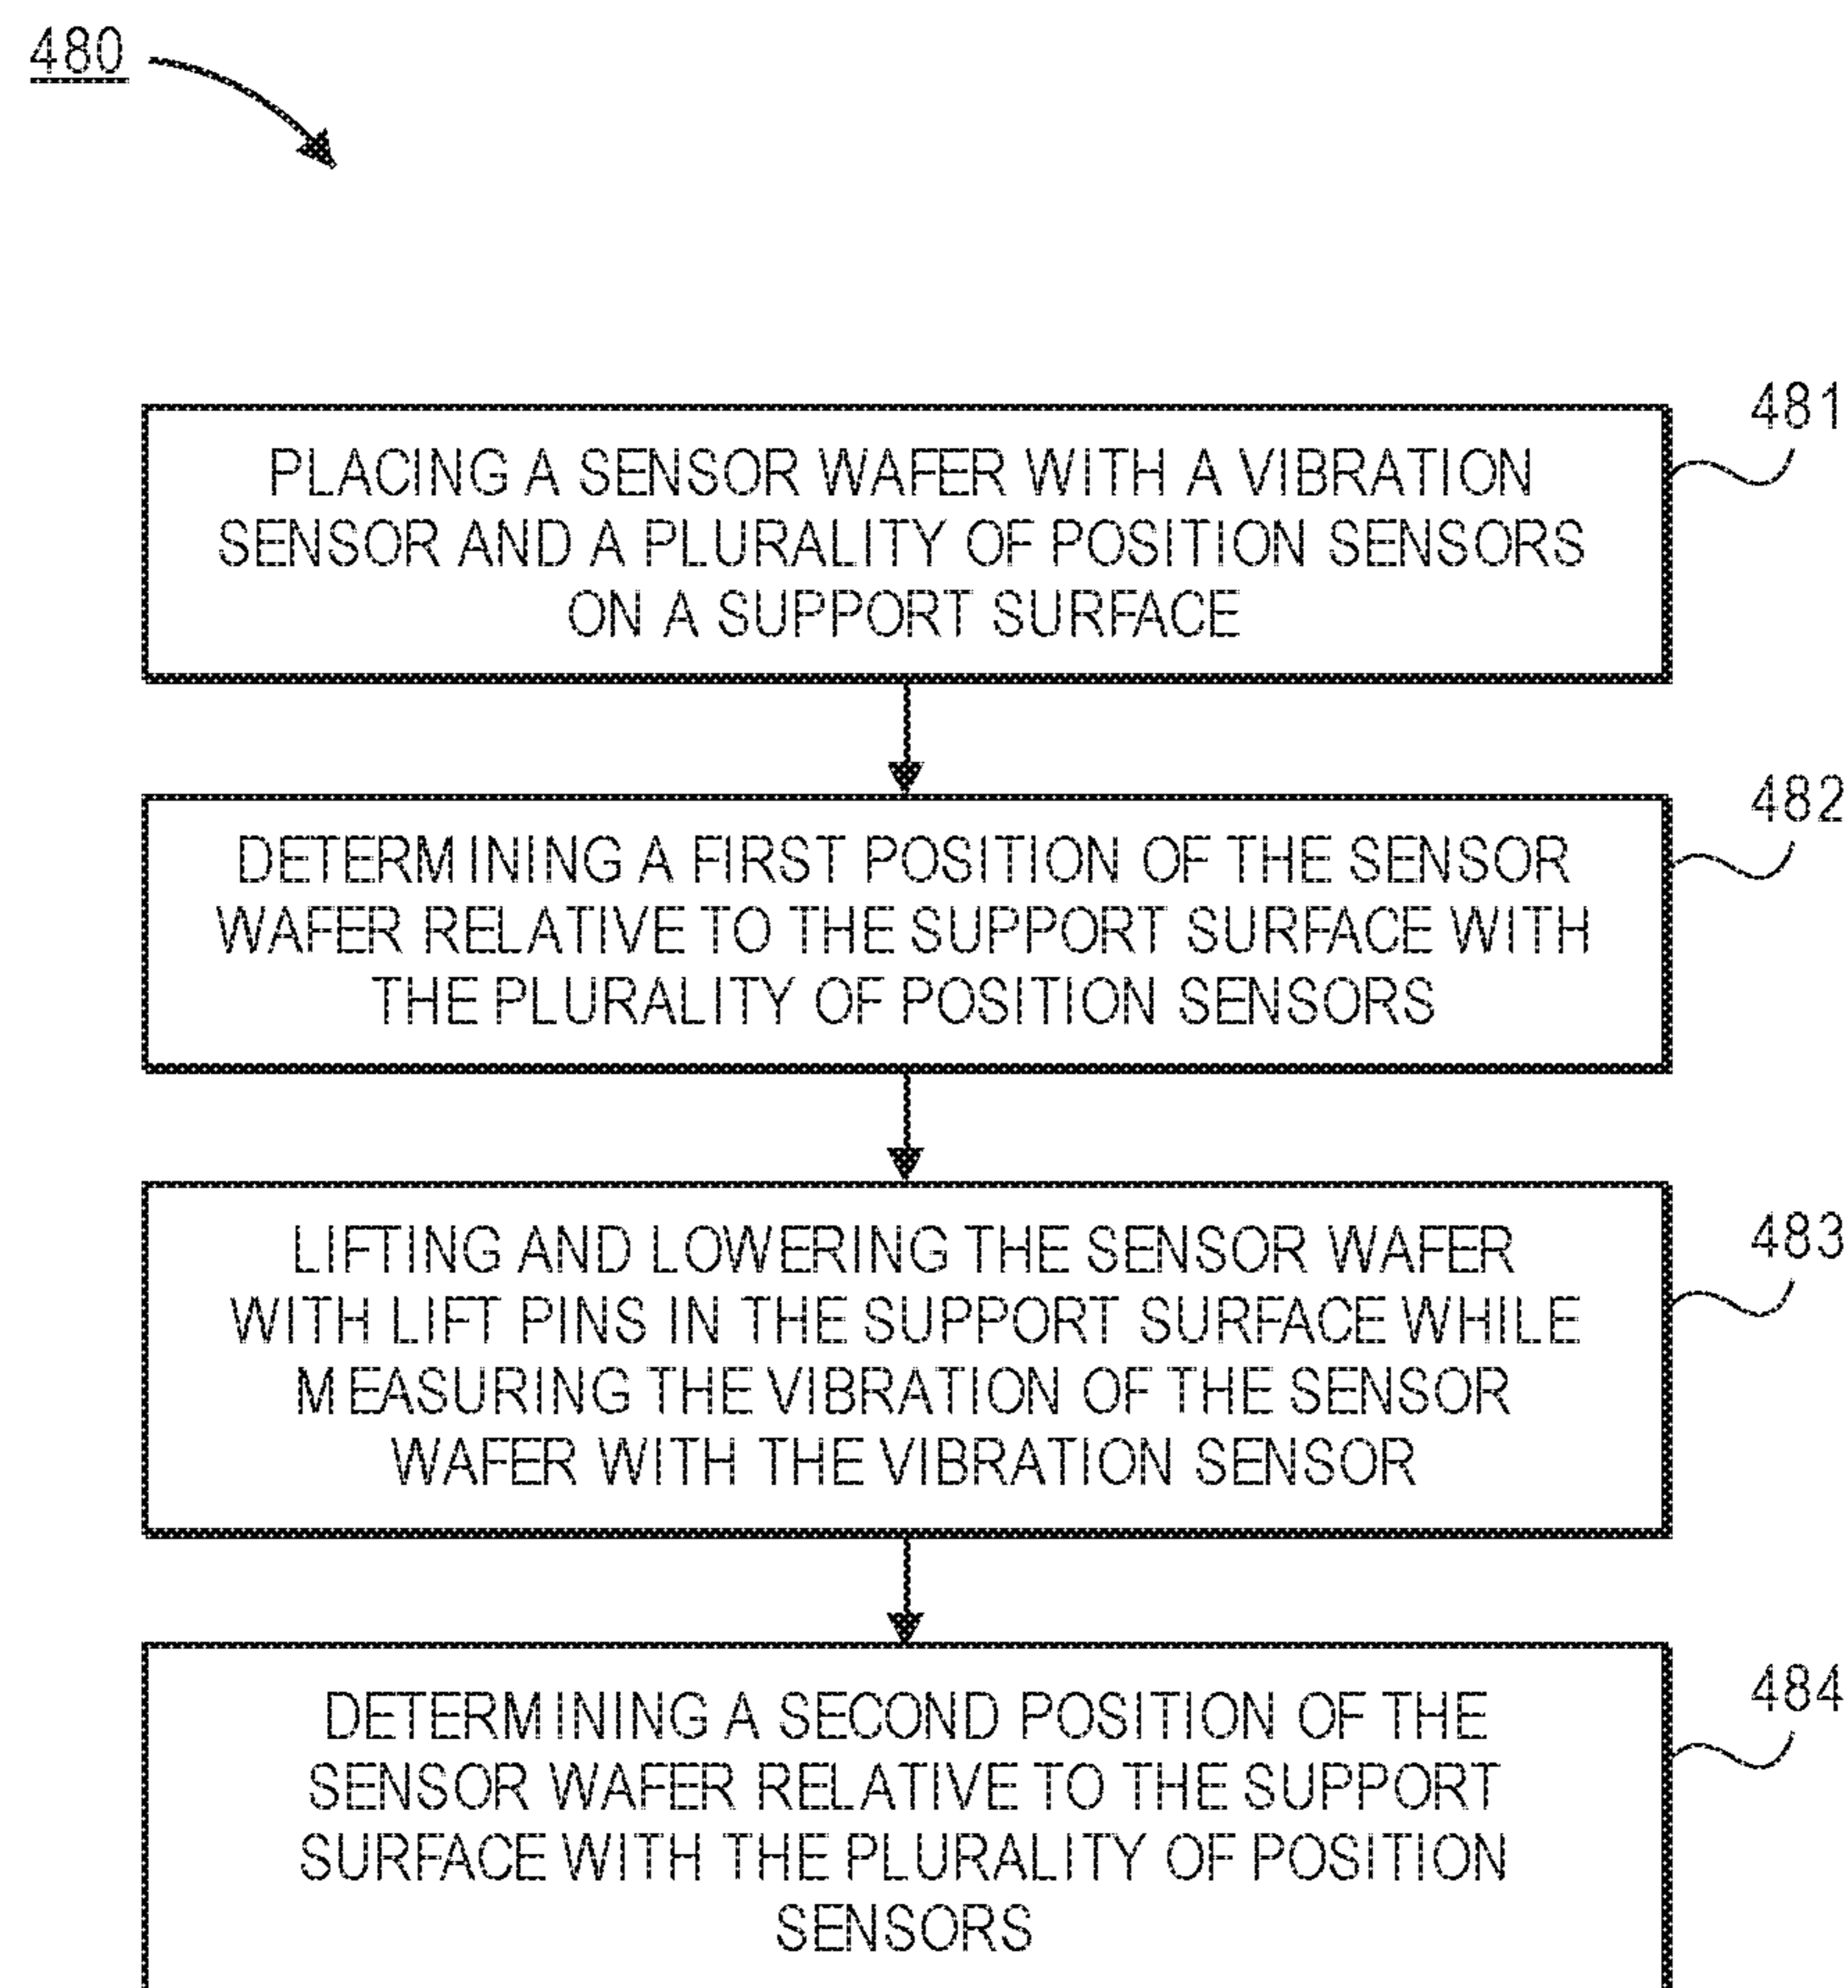 480
481
PLACING A SENSOR WAFER WITH A VIBRATION
SENSOR AND A PLURALITY OF POSITION SENSORS
ON A SUPPORT SURFACE
482
DETERMINING A FIRST POSITION OF THE SENSOR
WAFER RELATIVE TO THE SUPPORT SURFACE WITH
THE PLURALITY OF POSITION SENSORS
483
LIFTING AND LOWERING THE SENSOR WAFER
WITH LIFT PINS IN THE SUPPORT SURFACE WHILE
MEASURING THE VIBRATION OF THE SENSOR
WAFER WITH THE VIBRATION SENSOR
484
DETERMINING A SECOND POSITION OF THE
SENSOR WAFER RELATIVE TO THE SUPPORT
SURFACE WITH THE PLURALITY OF POSITION
SENSORS